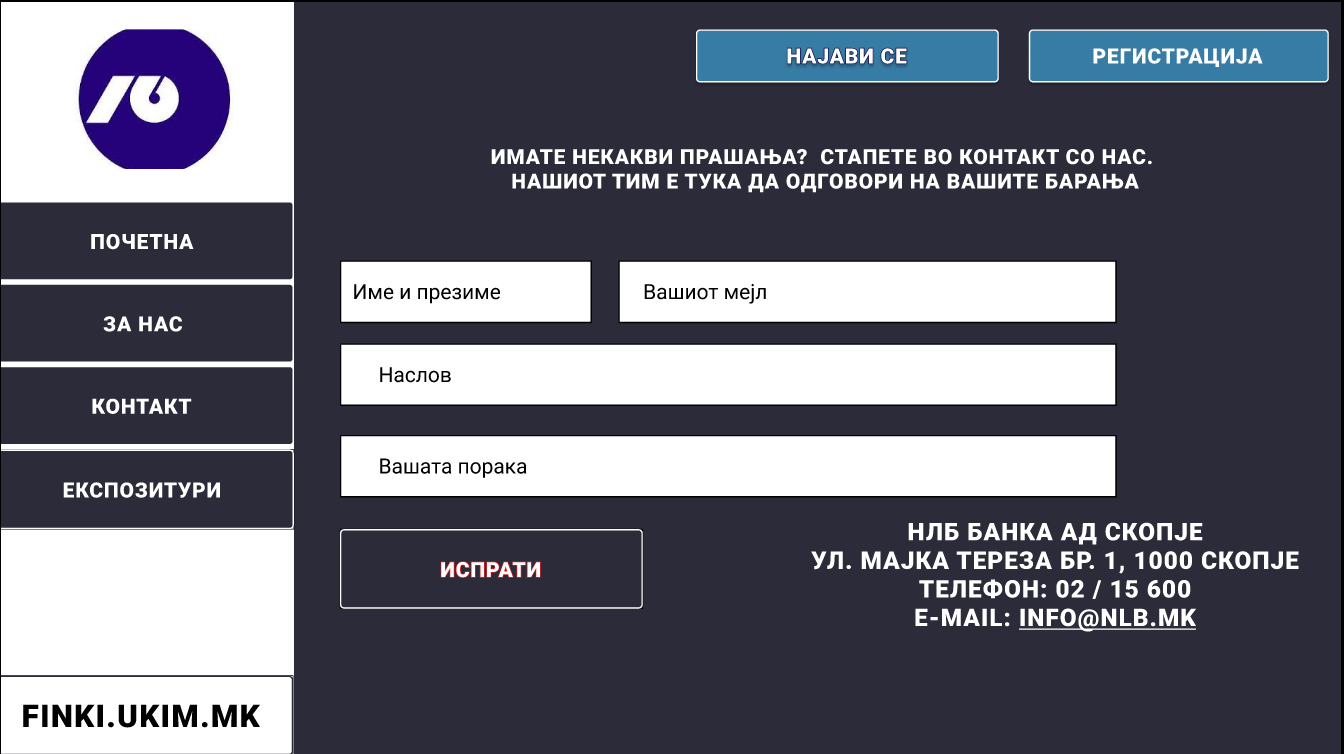 НАЈАВИ СЕ
РЕГИСТРАЦИЈА
ИМАТЕ НЕКАКВИ ПРАШАЊА? СТАПЕТЕ ВО КОНТАКТ СО НАС.
НАШИОТ ТИМ Е ТУКА ДА ОДГОВОРИ НА ВАШИТЕ БАРАЊА
ПОЧЕТНА
ЗА НАС
КОНТАКТ
ЕКСПОЗИТУРИ
Име и презиме
Вашиот мејл
Наслов
Вашата порака
ИСПРАТИ
НЛБ БАНКА АД СКОПЈЕ
УЛ. МАЈКА ТЕРЕЗА БР. 1, 1000 СКОПЈЕ
ТЕЛЕФОН: 02 / 15 600
E-MAIL: INFO@NLB.MK
FINKI.UKIM.MK